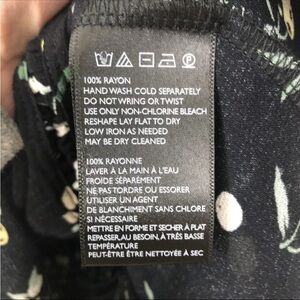 100% RAYON
HAND WASH COLD SEPARATELY
DO NOT WRING OR TWIST
USE ONLY NON-CHLORINE BLEACH
RESHAPE LAY FLAT TO DRY
LOW IRON AS NEEDED
MAY BE DRY CLEANED
100% RAYONNE
LAVER À LA MAIN À L'EAU
FROIDE SÉPARÉMENT
NE PAS TORDRE OU ESSORER
UTILISER UN AGENT
DE BLANCHIMENT SANS CHLORE
SI NÉCESSAIRE
METTRE EN FORME ET SÉCHER À PLAT
REPASSER, AU BESOIN, À TRÈS BASSE
TEMPÉRATURE
PEUT-ÊTRE ÊTRE NETTOYÉE À SEC